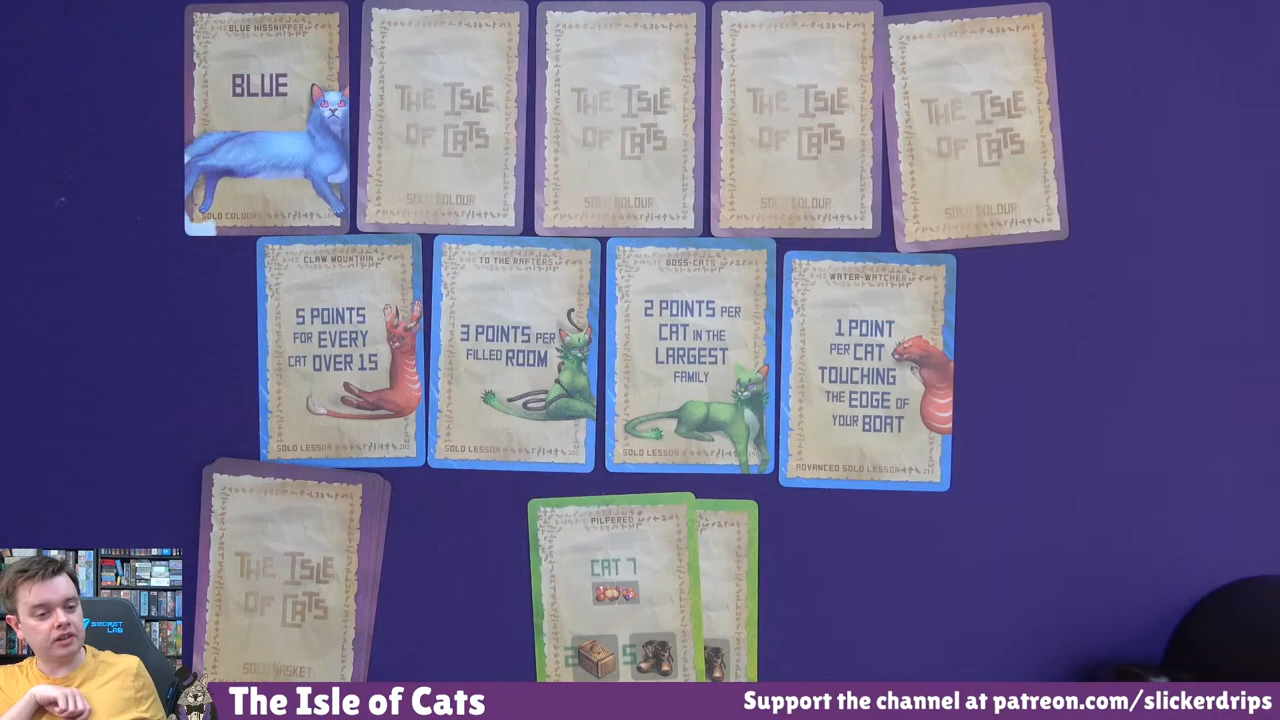 BLUE HISSNIFFER
BLUE
SOLO COLOURS
THE ISLE
OF CATS
SOLO COLOUR
THE ISLE
OF CATS
SOLO COLOUR
THE ISLE
OF CATS
SOLO COLOUR
THE ISLE
OF CATS
SOLO COLOUR
CLAW MOUNTAIN
5 POINTS
FOR EVERY
CAT OVER 15
SOLO LESSON
202
TO THE RAFTERS
3 POINTS PER
FILLED ROOM
SOLO LESSON
BOSS-CATS
2 POINTS PER
CAT IN THE
LARGEST
FAMILY
SOLO LESSON
WATER-WATCHER
1 POINT
PER CAT
TOUCHING
THE EDGE OF
YOUR BOAT
ADVANCED SOLO LESSON
THE ISLE
OF CATS
SOLO BASKET
PILFERED
CAT 7
SECRET
LAB
The Isle of Cats
Support the channel at patreon.com/slickerdrips